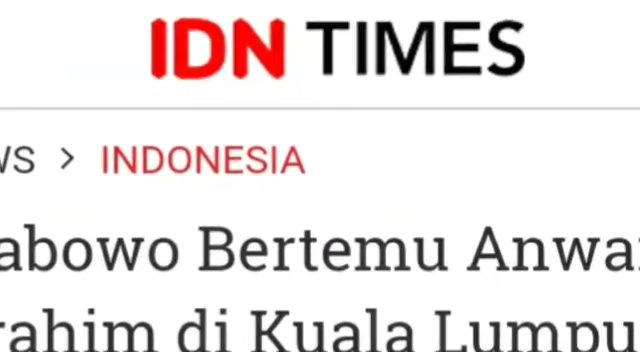 IDN TIMES
WS > INDONESIA
abowo Bertemu Anwa
rahim di Kuala Lumpu